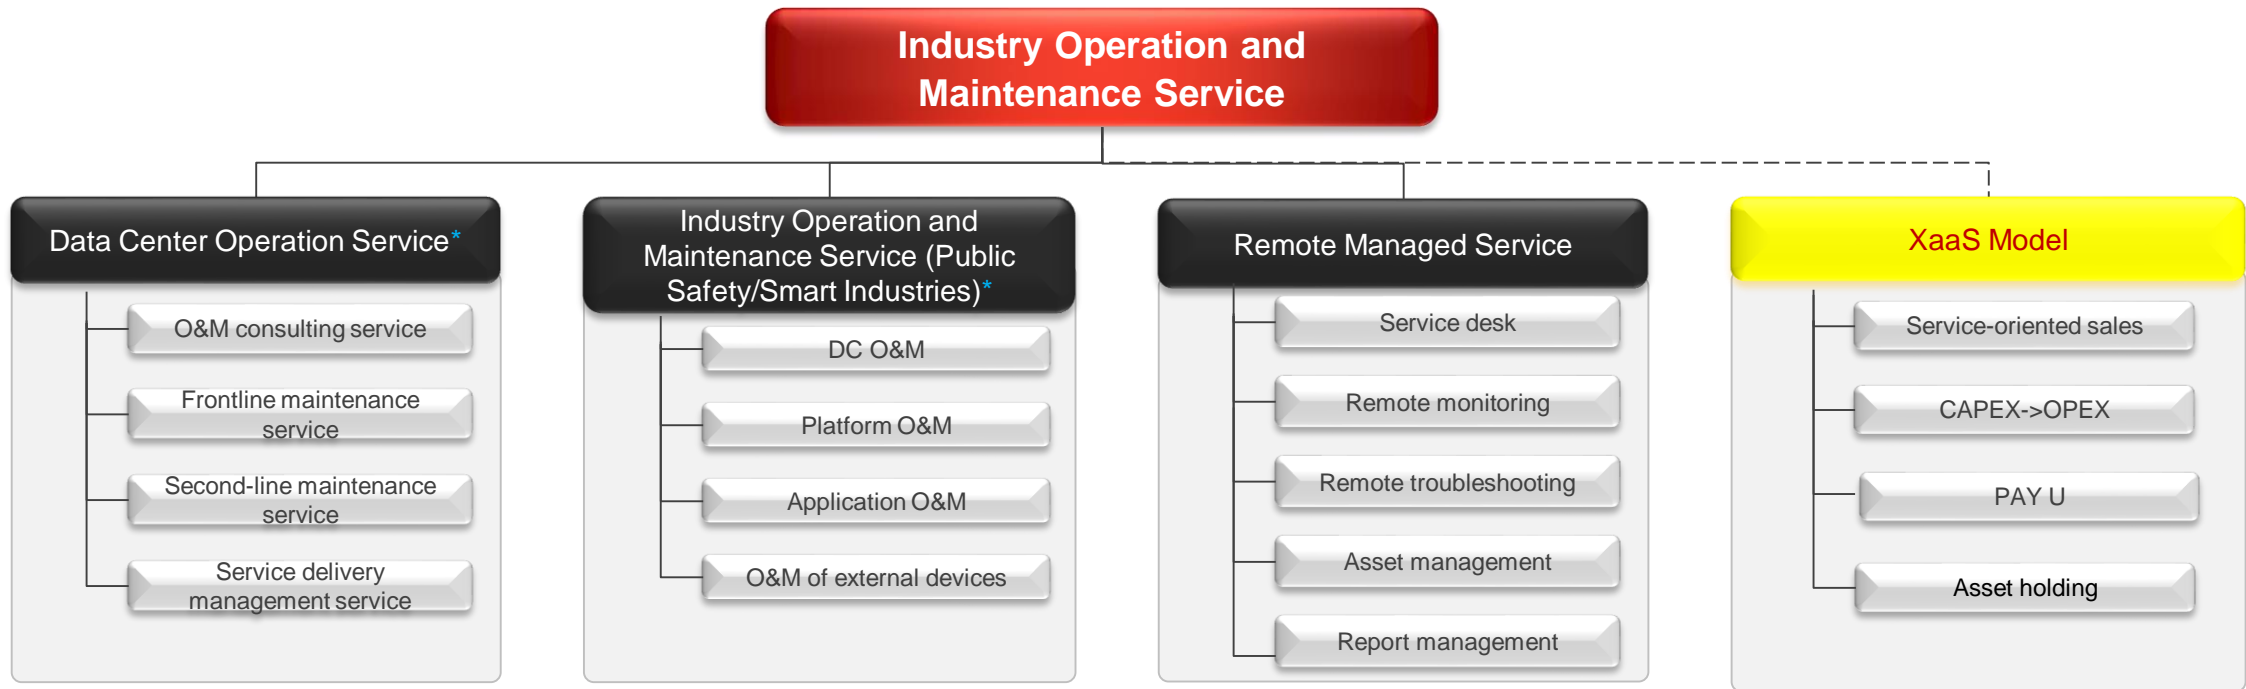 Industry Operation and
Maintenance Service
Data Center Operation Service*
O&M consulting service
Frontline maintenance
service
Second-line maintenance
service
Service delivery
management service
Industry Operation and
Maintenance Service (Public
Safety/Smart Industries)*
DC O&M
Platform O&M
Application O&M
O&M of external devices
Remote Managed Service
Service desk
Remote monitoring
Remote troubleshooting
Asset management
Report management
XaaS Model
Service-oriented sales
CAPEX->OPEX
PAY U
Asset holding